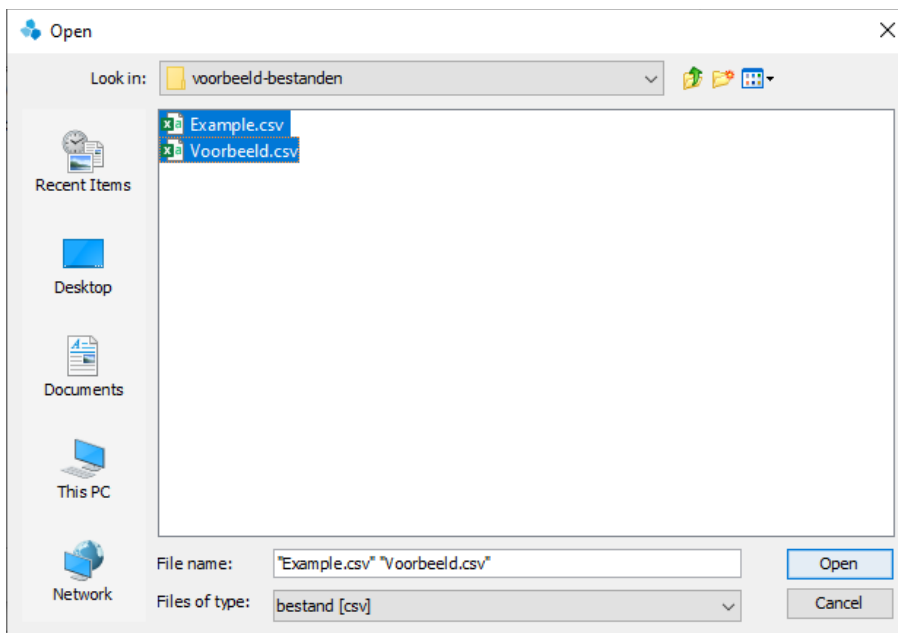 Open
Look in: voorbeeld-bestanden
Example.csv
Voorbeeld.csv
Recent Items
Desktop
Documents
This PC
Network
File name: "Example.csv" "Voorbeeld.csv" Open
Files of type: bestand [csv] Cancel